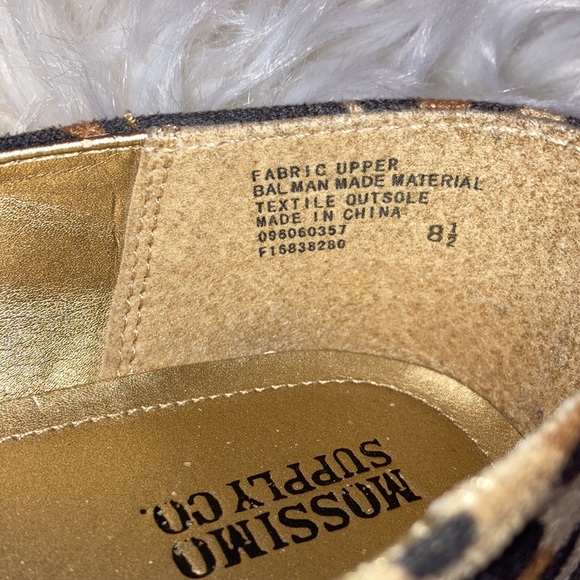 FABRIC UPPER
BALMAN MADE MATERIAL
TEXTILE OUTSOLE
MADE IN CHINA
096060357 8½
F16838280
MOSSIMO
SUPPLY CO.